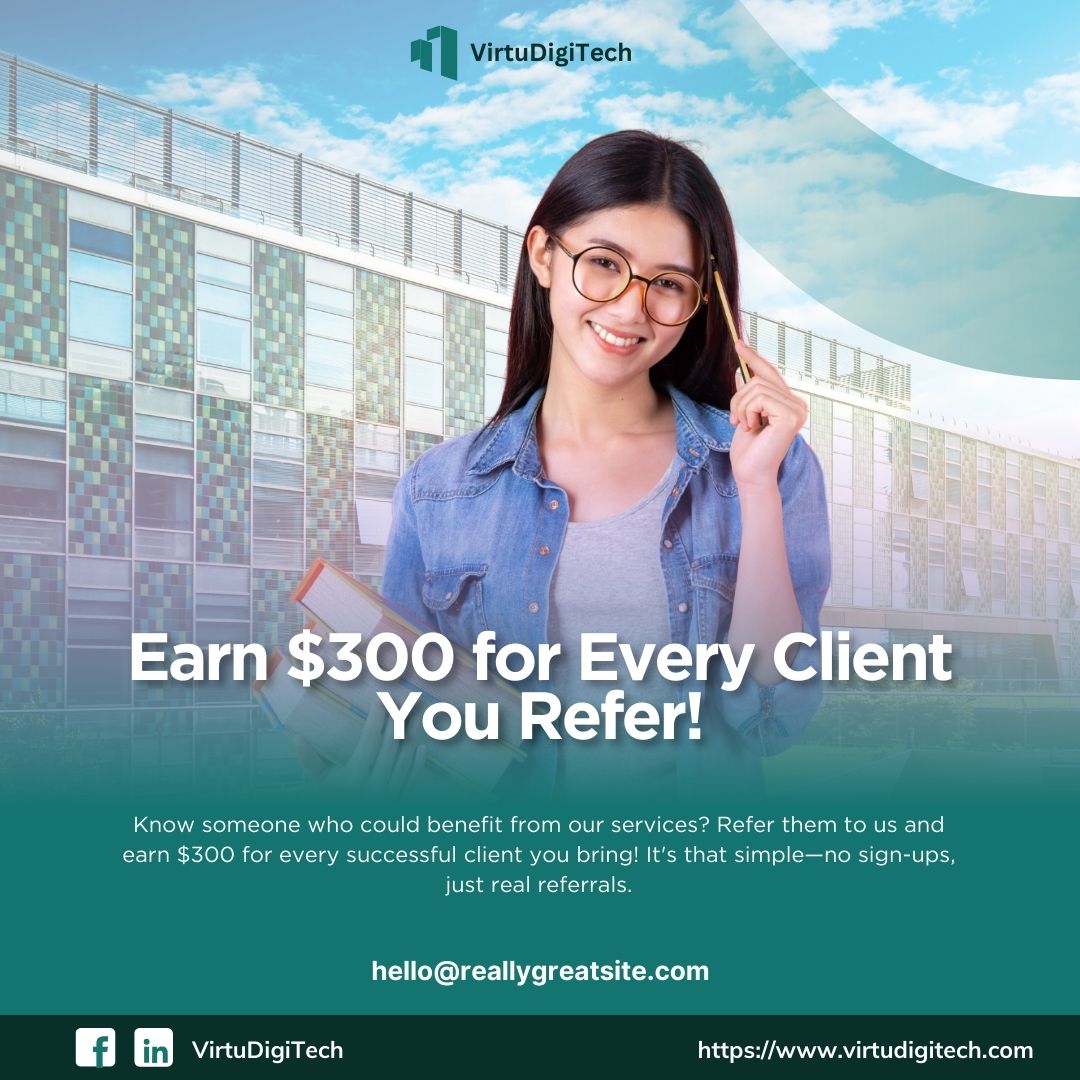 VirtuDigiTech
Earn $300 for Every Client
You Refer!
Know someone who could benefit from our services? Refer them to us and
earn $300 for every successful client you bring! It's that simple—no sign-ups,
just real referrals.
hello@reallygreatsite.com
VirtuDigiTech
https://www.virtudigitech.com